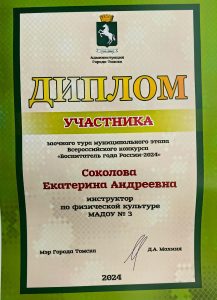 Администрация
Города Томска
ДИПЛОМ
УЧАСТНИКА
заочного тура муниципального этапа
Всероссийского конкурса
«Воспитатель года России-2024»
Соколова
Екатерина Андреевна
инструктор
по физической культуре
МАДОУ № 3
Мэр Города Томска
Д.А. Махиня
2024